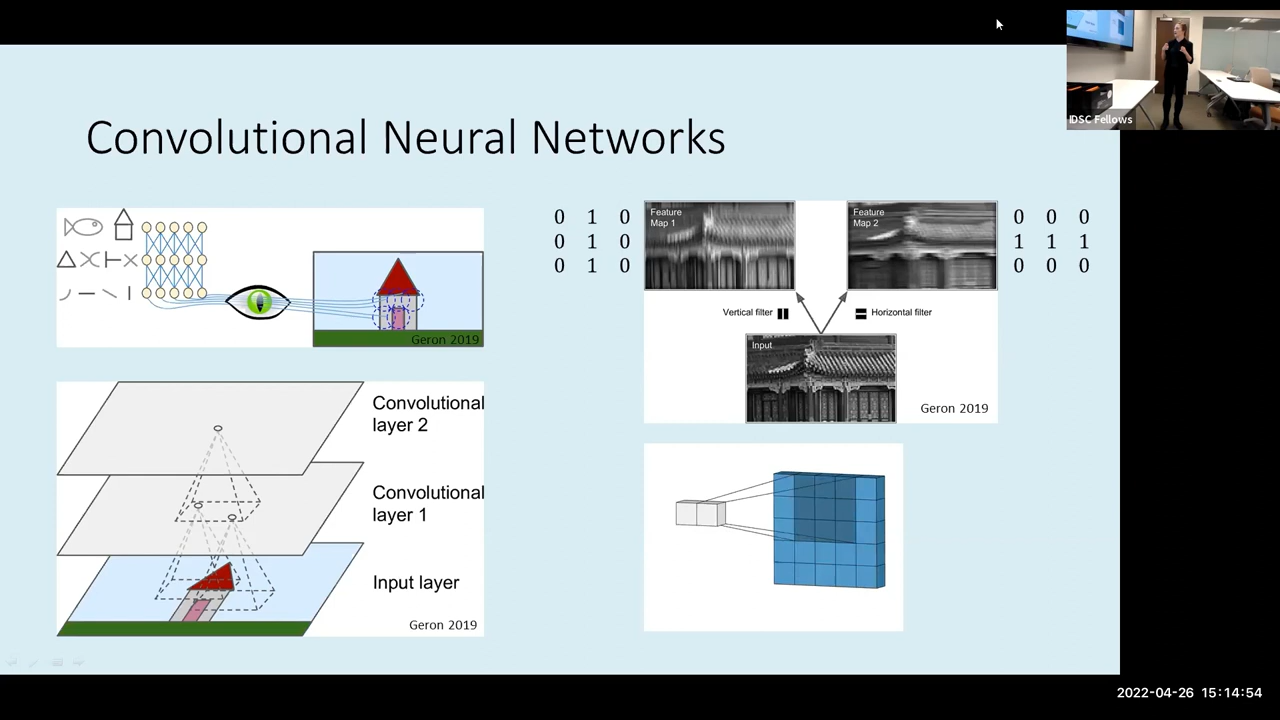 IDSC Fellows
Convolutional Neural Networks
Geron 2019
0 1 0
0 1 0
0 1 0
Feature
Map 1
Feature
Map 2
0 0 0
1 1 1
0 0 0
Vertical filter
Horizontal filter
Input
Geron 2019
Convolutional
layer 2
Convolutional
layer 1
Input layer
Geron 2019
2022-04-26 15:14:54